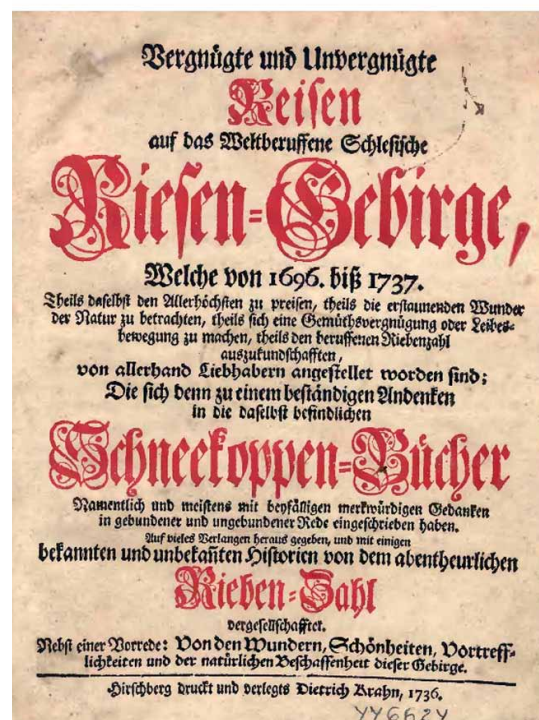 Vergnügte und Unvergnügte
Reisen
auf das Weltberuffene Schlesische
Riesen=Gebirge,
Welche von 1696. biß 1737.
Theils daselbst den Allerhöchsten zu preisen, theils die erstaunenden Wunder
der Natur zu betrachten, theils sich eine Gemüthsvergnügung oder Leibes=
bewegung zu machen, theils den beruffenen Riebenzahl
auszukundschafften,
von allerhand Liebhabern angestellet worden sind;
Die sich denn zu einem beständigen Andenken
in die daselbst befindlichen
Schneekoppen=Bücher
Namentlich und meistens mit beyfälligen merkwürdigen Gedanken
in gebundener und ungebundener Rede eingeschrieben haben.
Auf vieles Verlangen heraus gegeben, und mit einigen
bekannten und unbekañten Historien von dem abentheurlichen
Rieben=Zahl
vergesellschafftet.
Nebst einer Vorrede: Von den Wundern, Schönheiten, Vortreff=
lichkeiten und der natürlichen Beschaffenheit dieser Gebirge.
Hirschberg druckt und verlegts Dietrich Krahn, 1736.